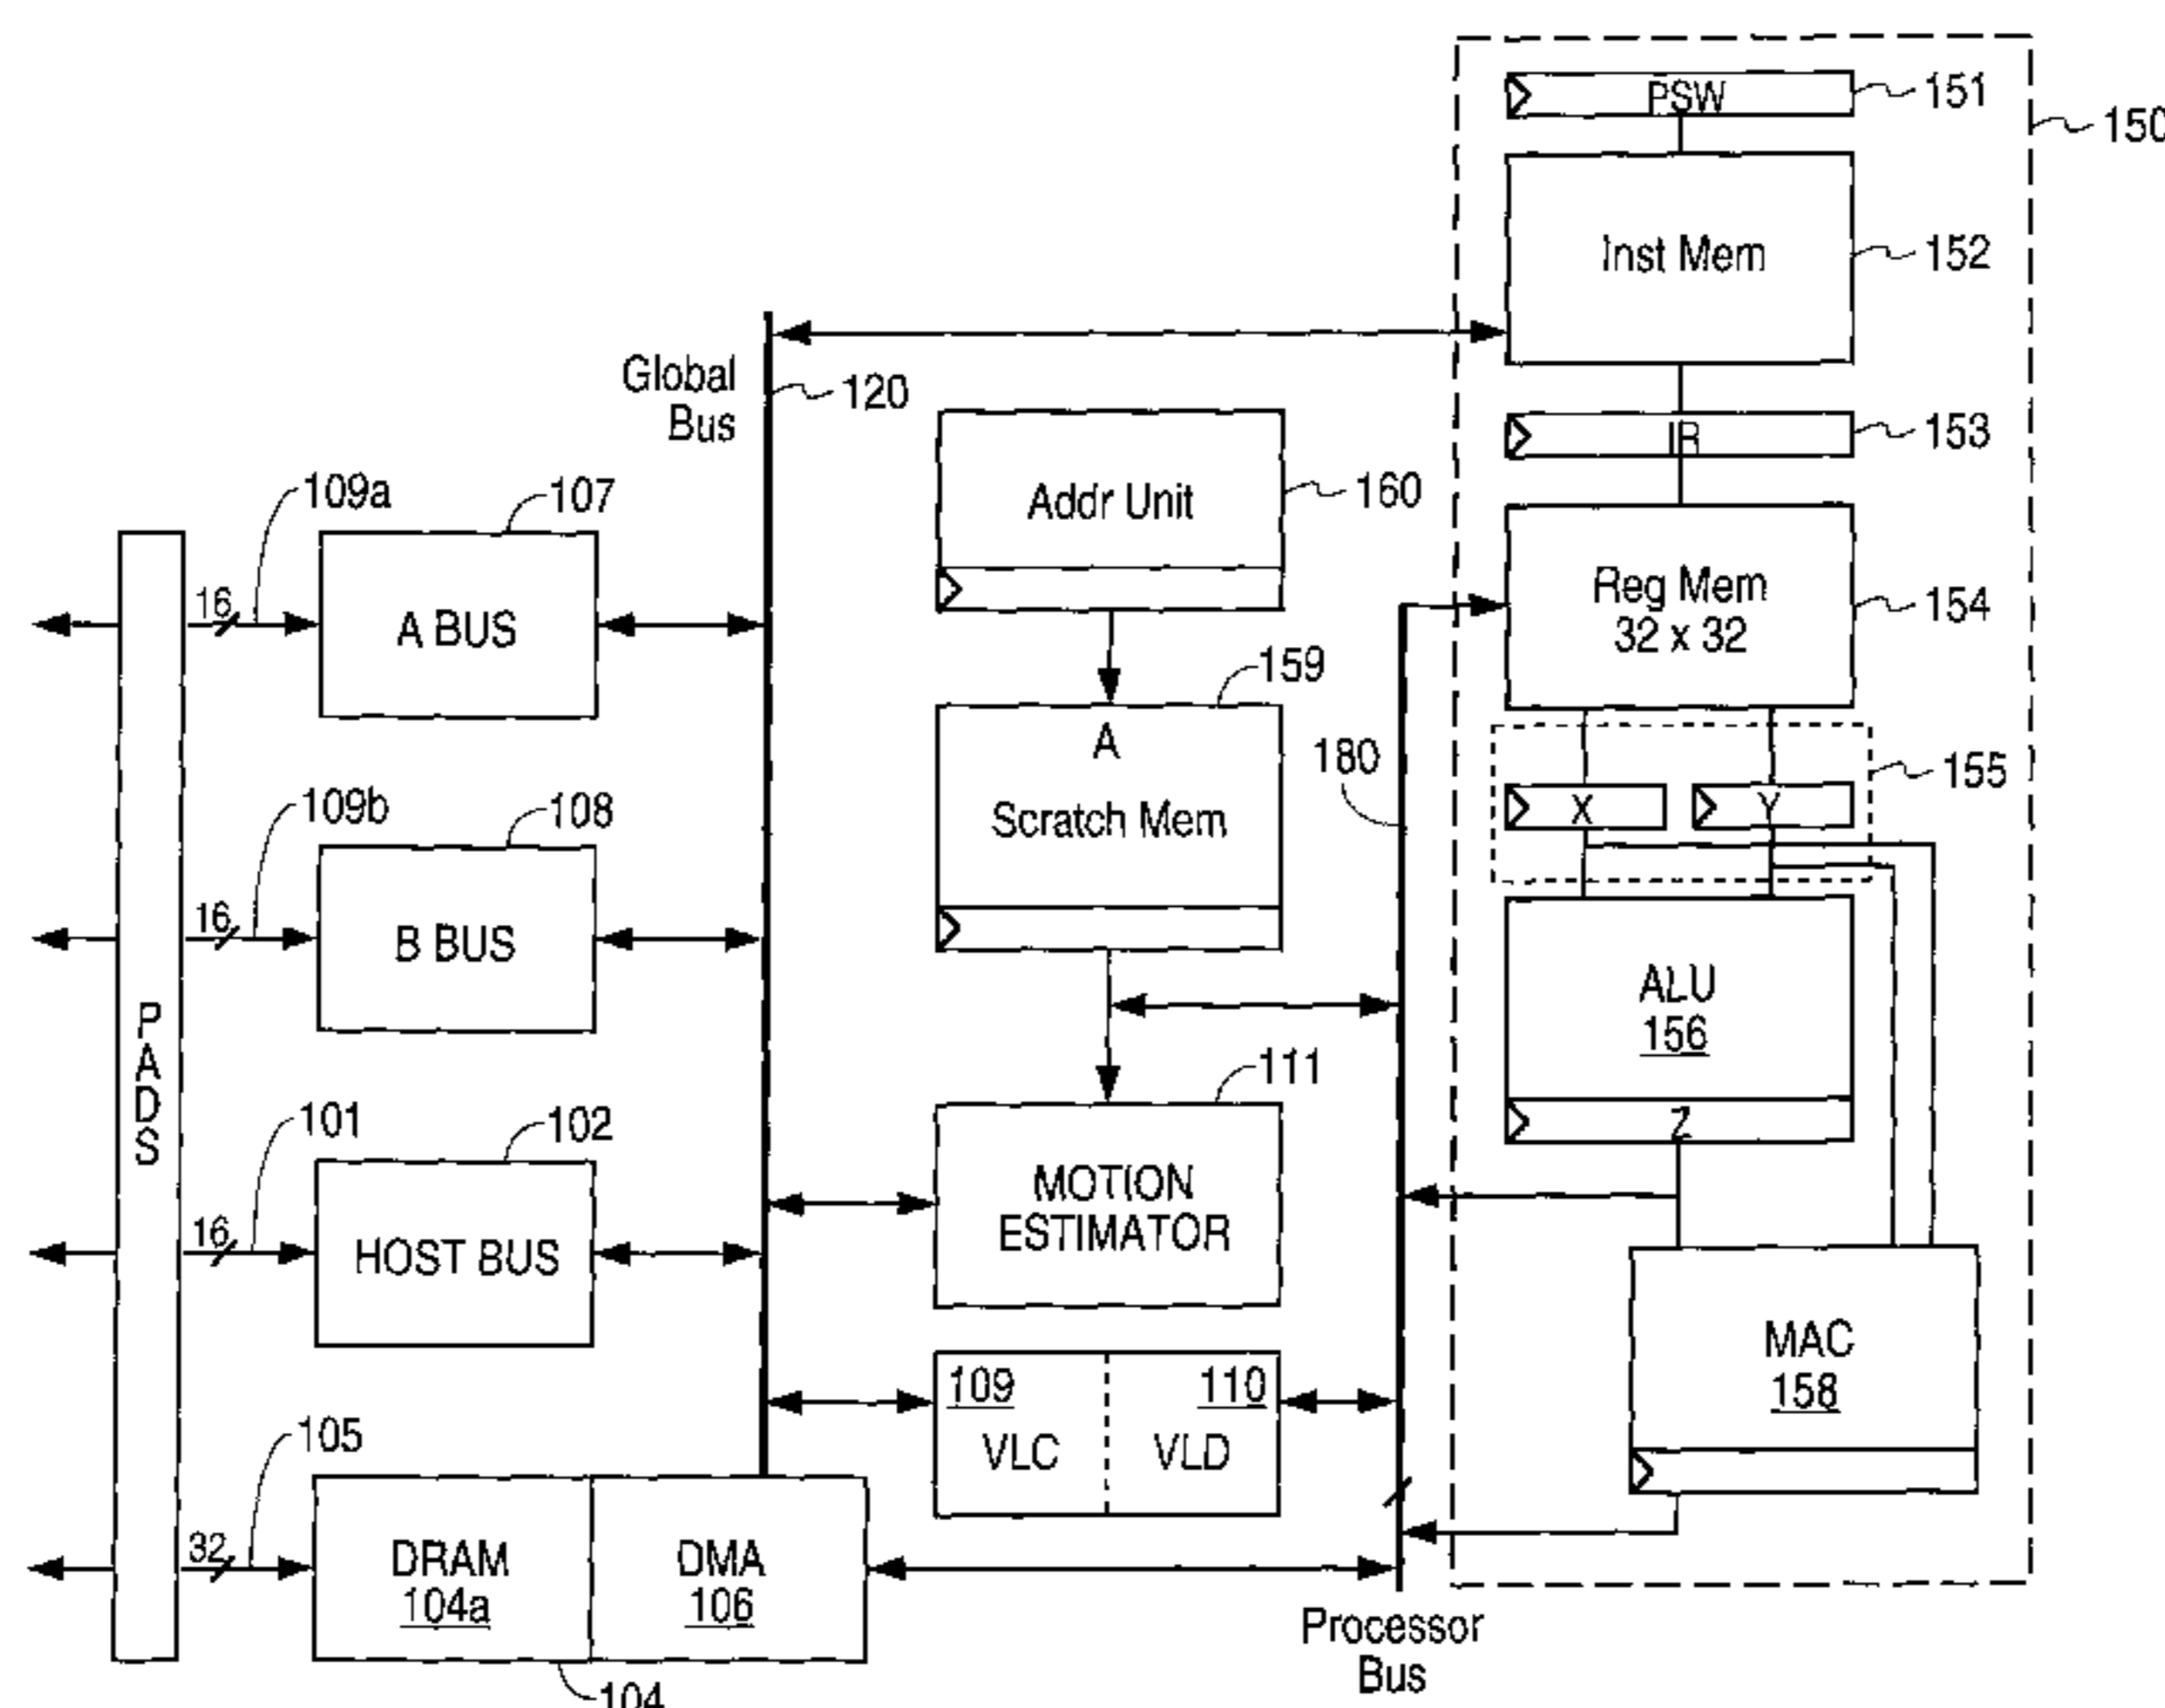 PSW
151
150
Inst Mem
152
Global
Bus
120
IR
153
Addr Unit
160
109a
107
16
A BUS
Reg Mem
32 x 32
154
159
A
Scratch Mem
180
X
Y
155
109b
108
16
B BUS
ALU
156
Z
PADS
101
102
16
HOST BUS
111
MOTION
ESTIMATOR
MAC
158
109
VLC
110
VLD
105
32
DRAM
104a
DMA
106
104
Processor
Bus